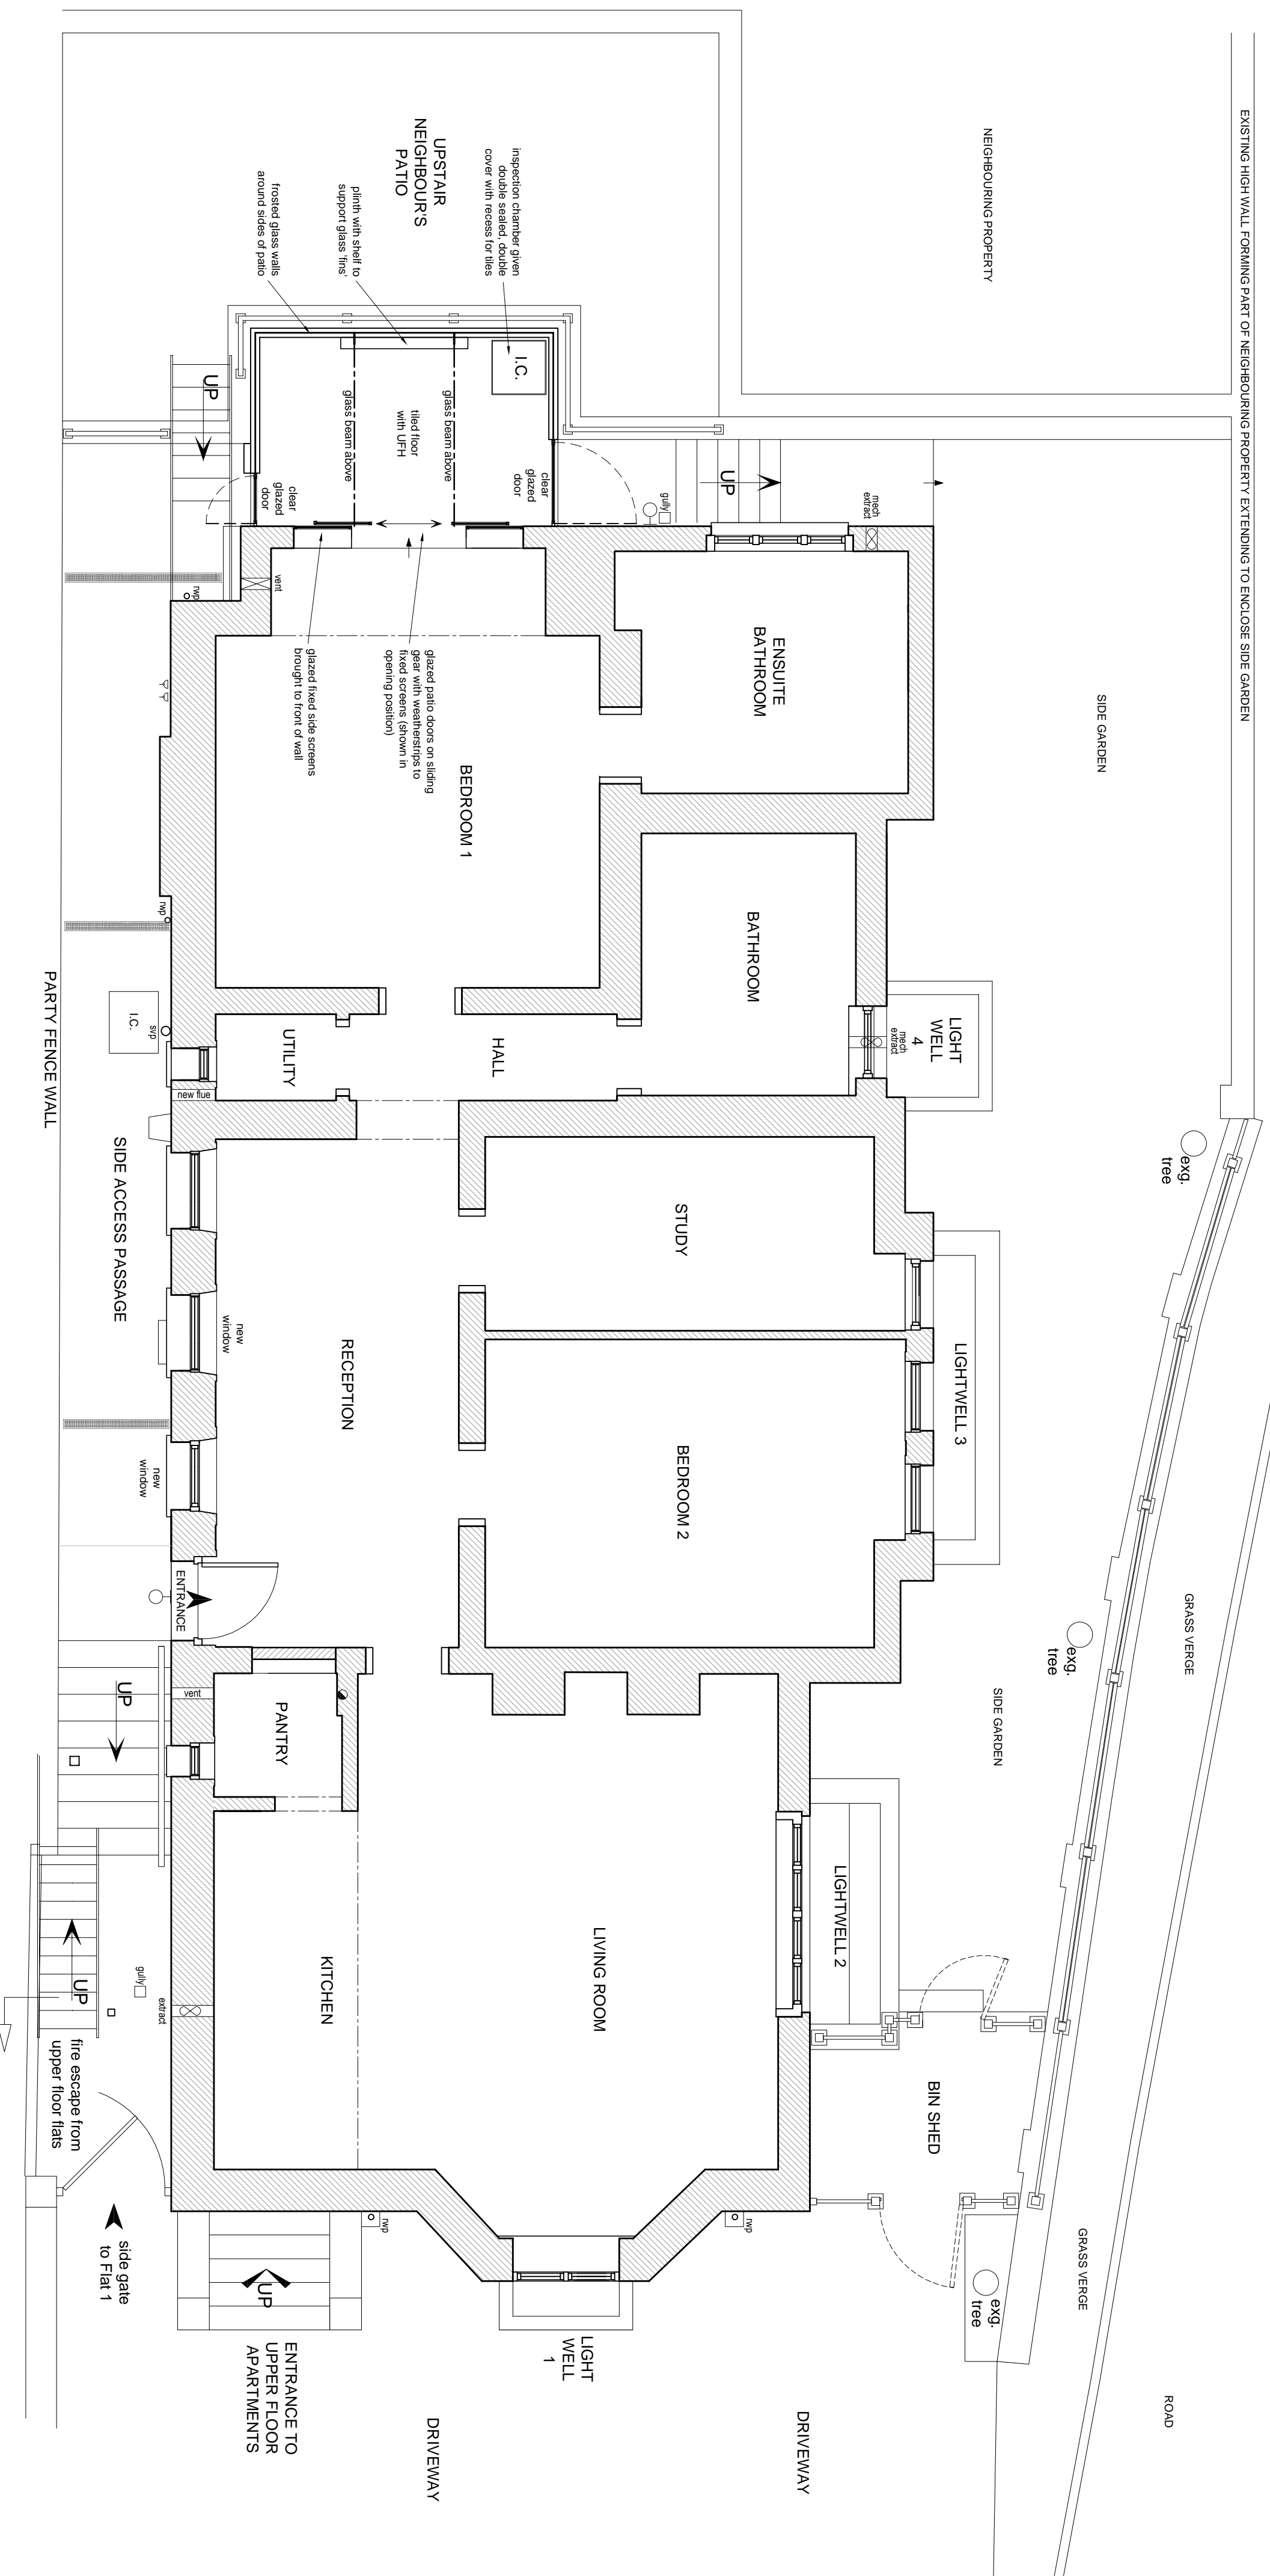 EXISTING HIGH WALL FORMING PART OF NEIGHBOURING PROPERTY EXTENDING TO ENCLOSE SIDE GARDEN
NEIGHBOURING PROPERTY
SIDE GARDEN
UPSTAIR
NEIGHBOUR'S
PATIO
inspection chamber given
double sealed, double
cover with recess for tiles
plinth with shelf to
support glass 'fins'
frosted glass walls
around sides of patio
I.C.
UP
glass beam above
tiled floor
with UFH
glass beam above
clear
glazed
door
clear
glazed
door
UP
gully
mech
extract
vent
rwp
glazed patio doors on sliding
gear with weatherstrips to
fixed screens (shown in
opening position)
glazed fixed side screens
brought to front of wall
ENSUITE
BATHROOM
BEDROOM 1
BATHROOM
LIGHT
WELL
4
mech
extract
HALL
UTILITY
rwp
svp
I.C.
new flue
PARTY FENCE WALL
SIDE ACCESS PASSAGE
STUDY
exg.
tree
LIGHTWELL 3
RECEPTION
new
window
new
window
BEDROOM 2
ENTRANCE
GRASS VERGE
exg.
tree
SIDE GARDEN
PANTRY
vent
UP
LIGHTWELL 2
LIVING ROOM
KITCHEN
UP
gully
extract
fire escape from
upper floor flats
BIN SHED
GRASS VERGE
side gate
to Flat 1
rwp
rwp
UP
exg.
tree
LIGHT
WELL
1
ENTRANCE TO
UPPER FLOOR
APARTMENTS
DRIVEWAY
DRIVEWAY
ROAD